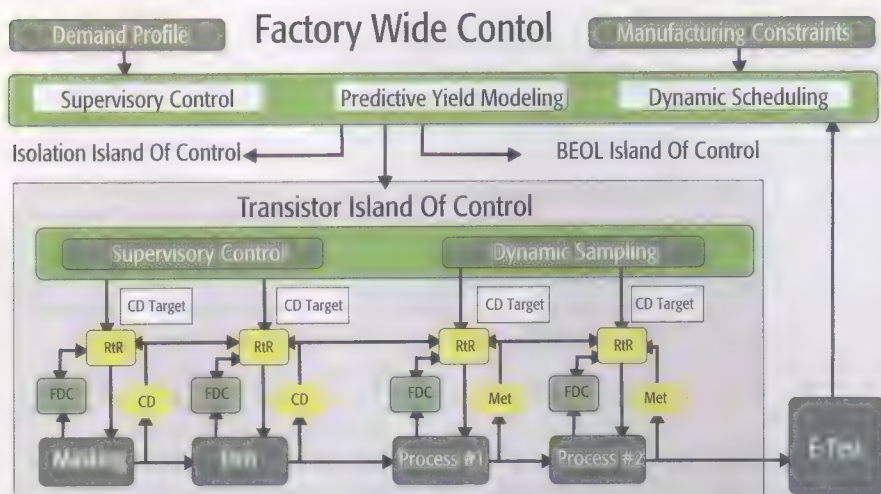 Demand Profile
Factory Wide Contol
Manufacturing Constraints
Supervisory Control
Predictive Yield Modeling
Dynamic Scheduling
Isolation Island Of Control
BEOL Island Of Control
Transistor Island Of Control
Supervisory Control
Dynamic Sampling
CD Target
CD Target
CD Target
CD Target
RtR
RtR
RtR
RtR
FDC
CD
FDC
CD
FDC
Met
FDC
Met
Masking
Process #1
Process #2
E-Test